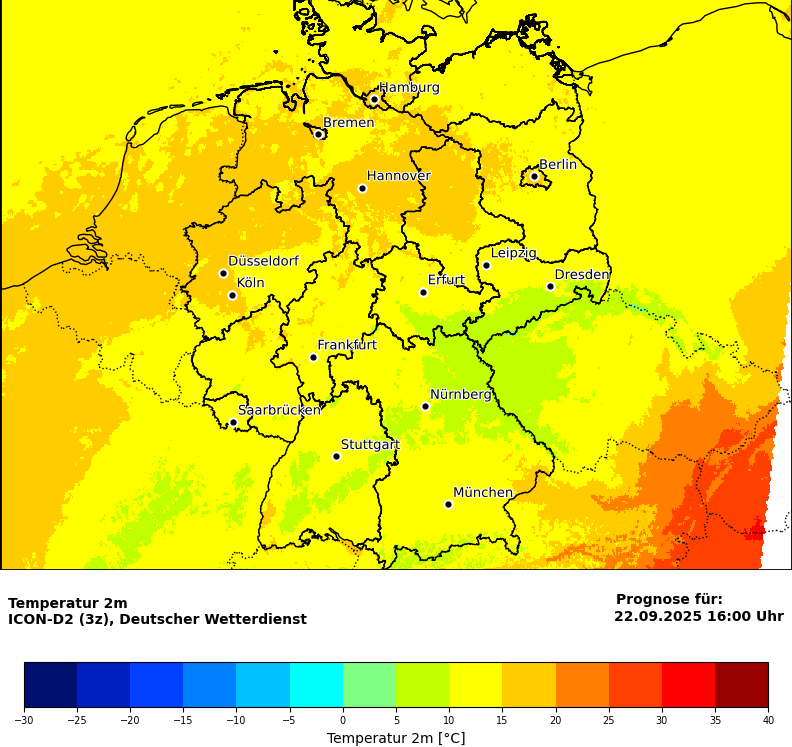 Hamburg
Bremen
Berlin
Hannover
Leipzig
Düsseldorf
Dresden
Köln
Erfurt
Frankfurt
Nürnberg
Saarbrücken
Stuttgart
München
Temperatur 2m
ICON-D2 (3z), Deutscher Wetterdienst
Prognose für:
22.09.2025 16:00 Uhr
−30 −25 −20 −15 −10 −5 0 5 10 15 20 25 30 35 40
Temperatur 2m [°C]